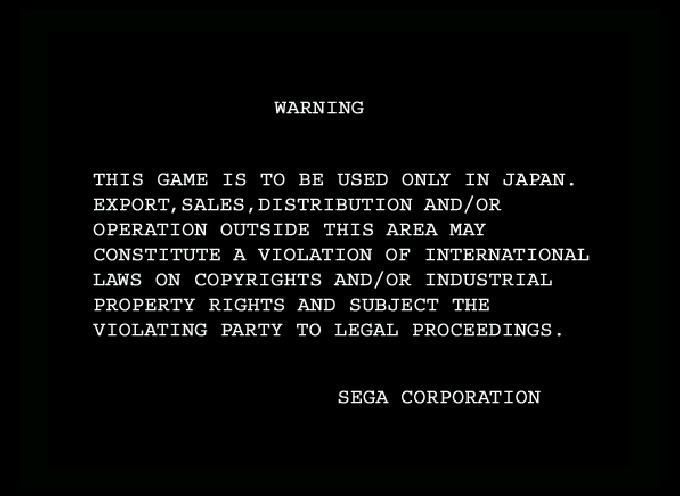 WARNING
THIS GAME IS TO BE USED ONLY IN JAPAN.
EXPORT,SALES,DISTRIBUTION AND/OR
OPERATION OUTSIDE THIS AREA MAY
CONSTITUTE A VIOLATION OF INTERNATIONAL
LAWS ON COPYRIGHTS AND/OR INDUSTRIAL
PROPERTY RIGHTS AND SUBJECT THE
VIOLATING PARTY TO LEGAL PROCEEDINGS.
SEGA CORPORATION